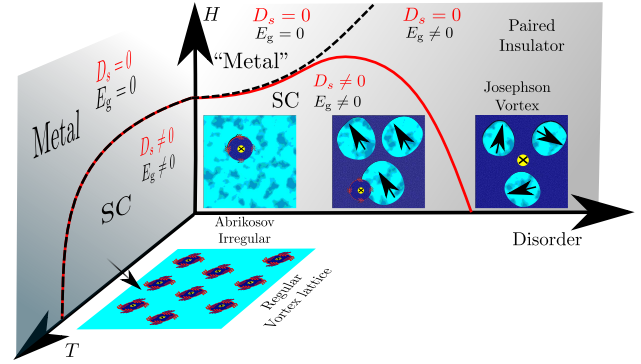 H
D_s = 0
E_g = 0
D_s = 0
E_g ≠ 0
Paired
Insulator
“Metal”
D_s ≠ 0
E_g ≠ 0
SC
Josephson
Vortex
D_s = 0
E_g = 0
Metal
D_s ≠ 0
E_g ≠ 0
SC
Abrikosov
Irregular
Disorder
Regular
Vortex lattice
T